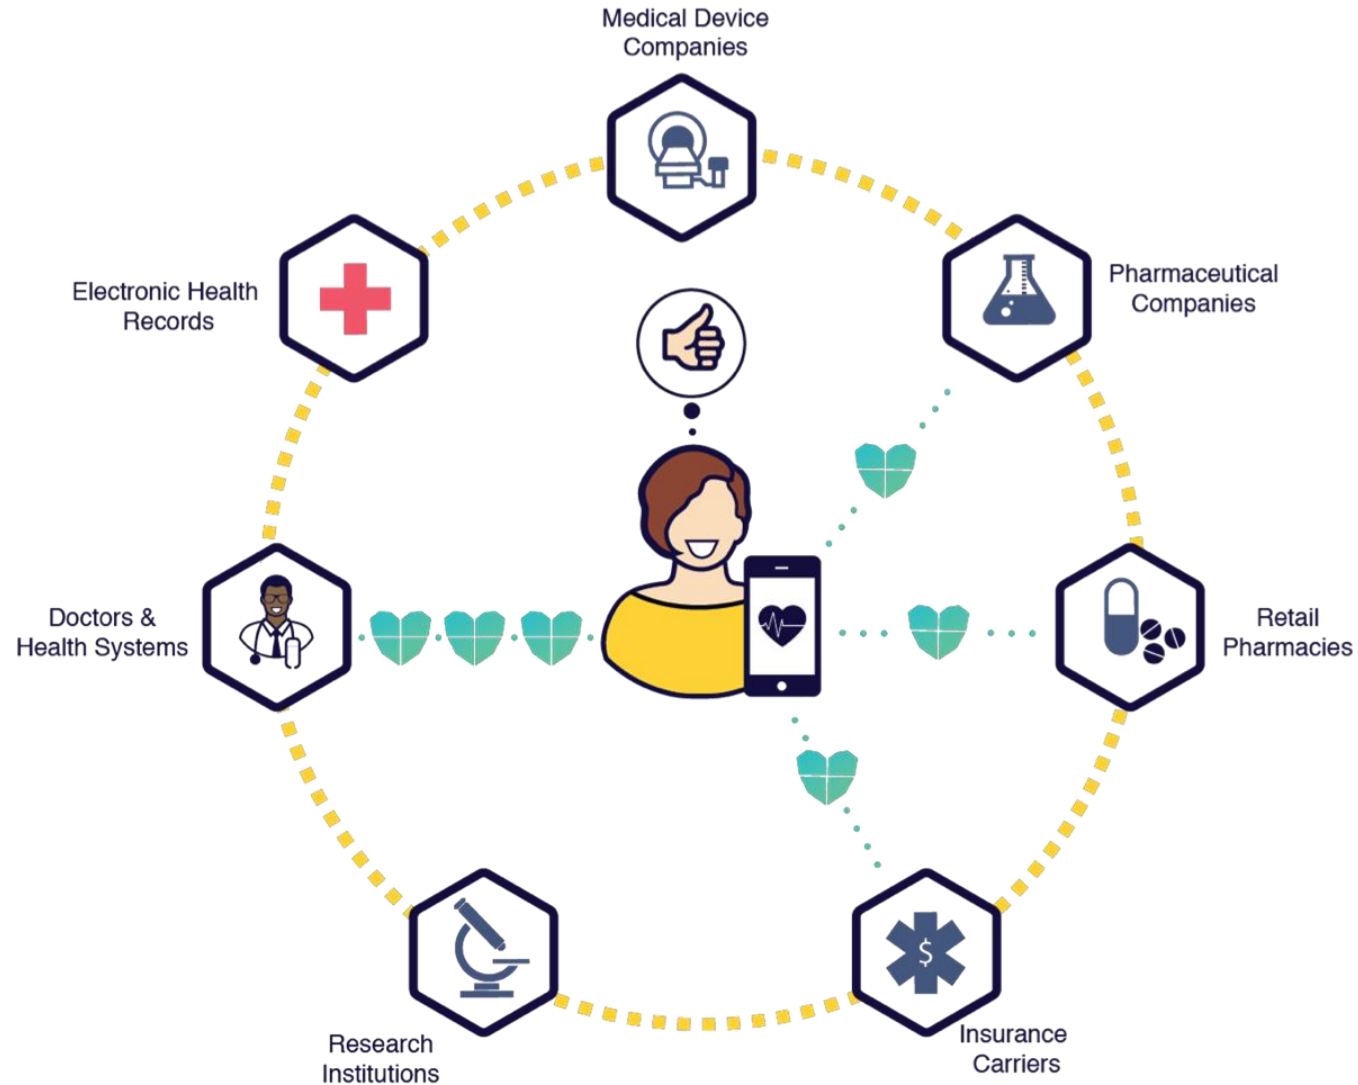 Medical Device
Companies
Electronic Health
Records
Pharmaceutical
Companies
Doctors &
Health Systems
Retail
Pharmacies
$
Research
Institutions
Insurance
Carriers